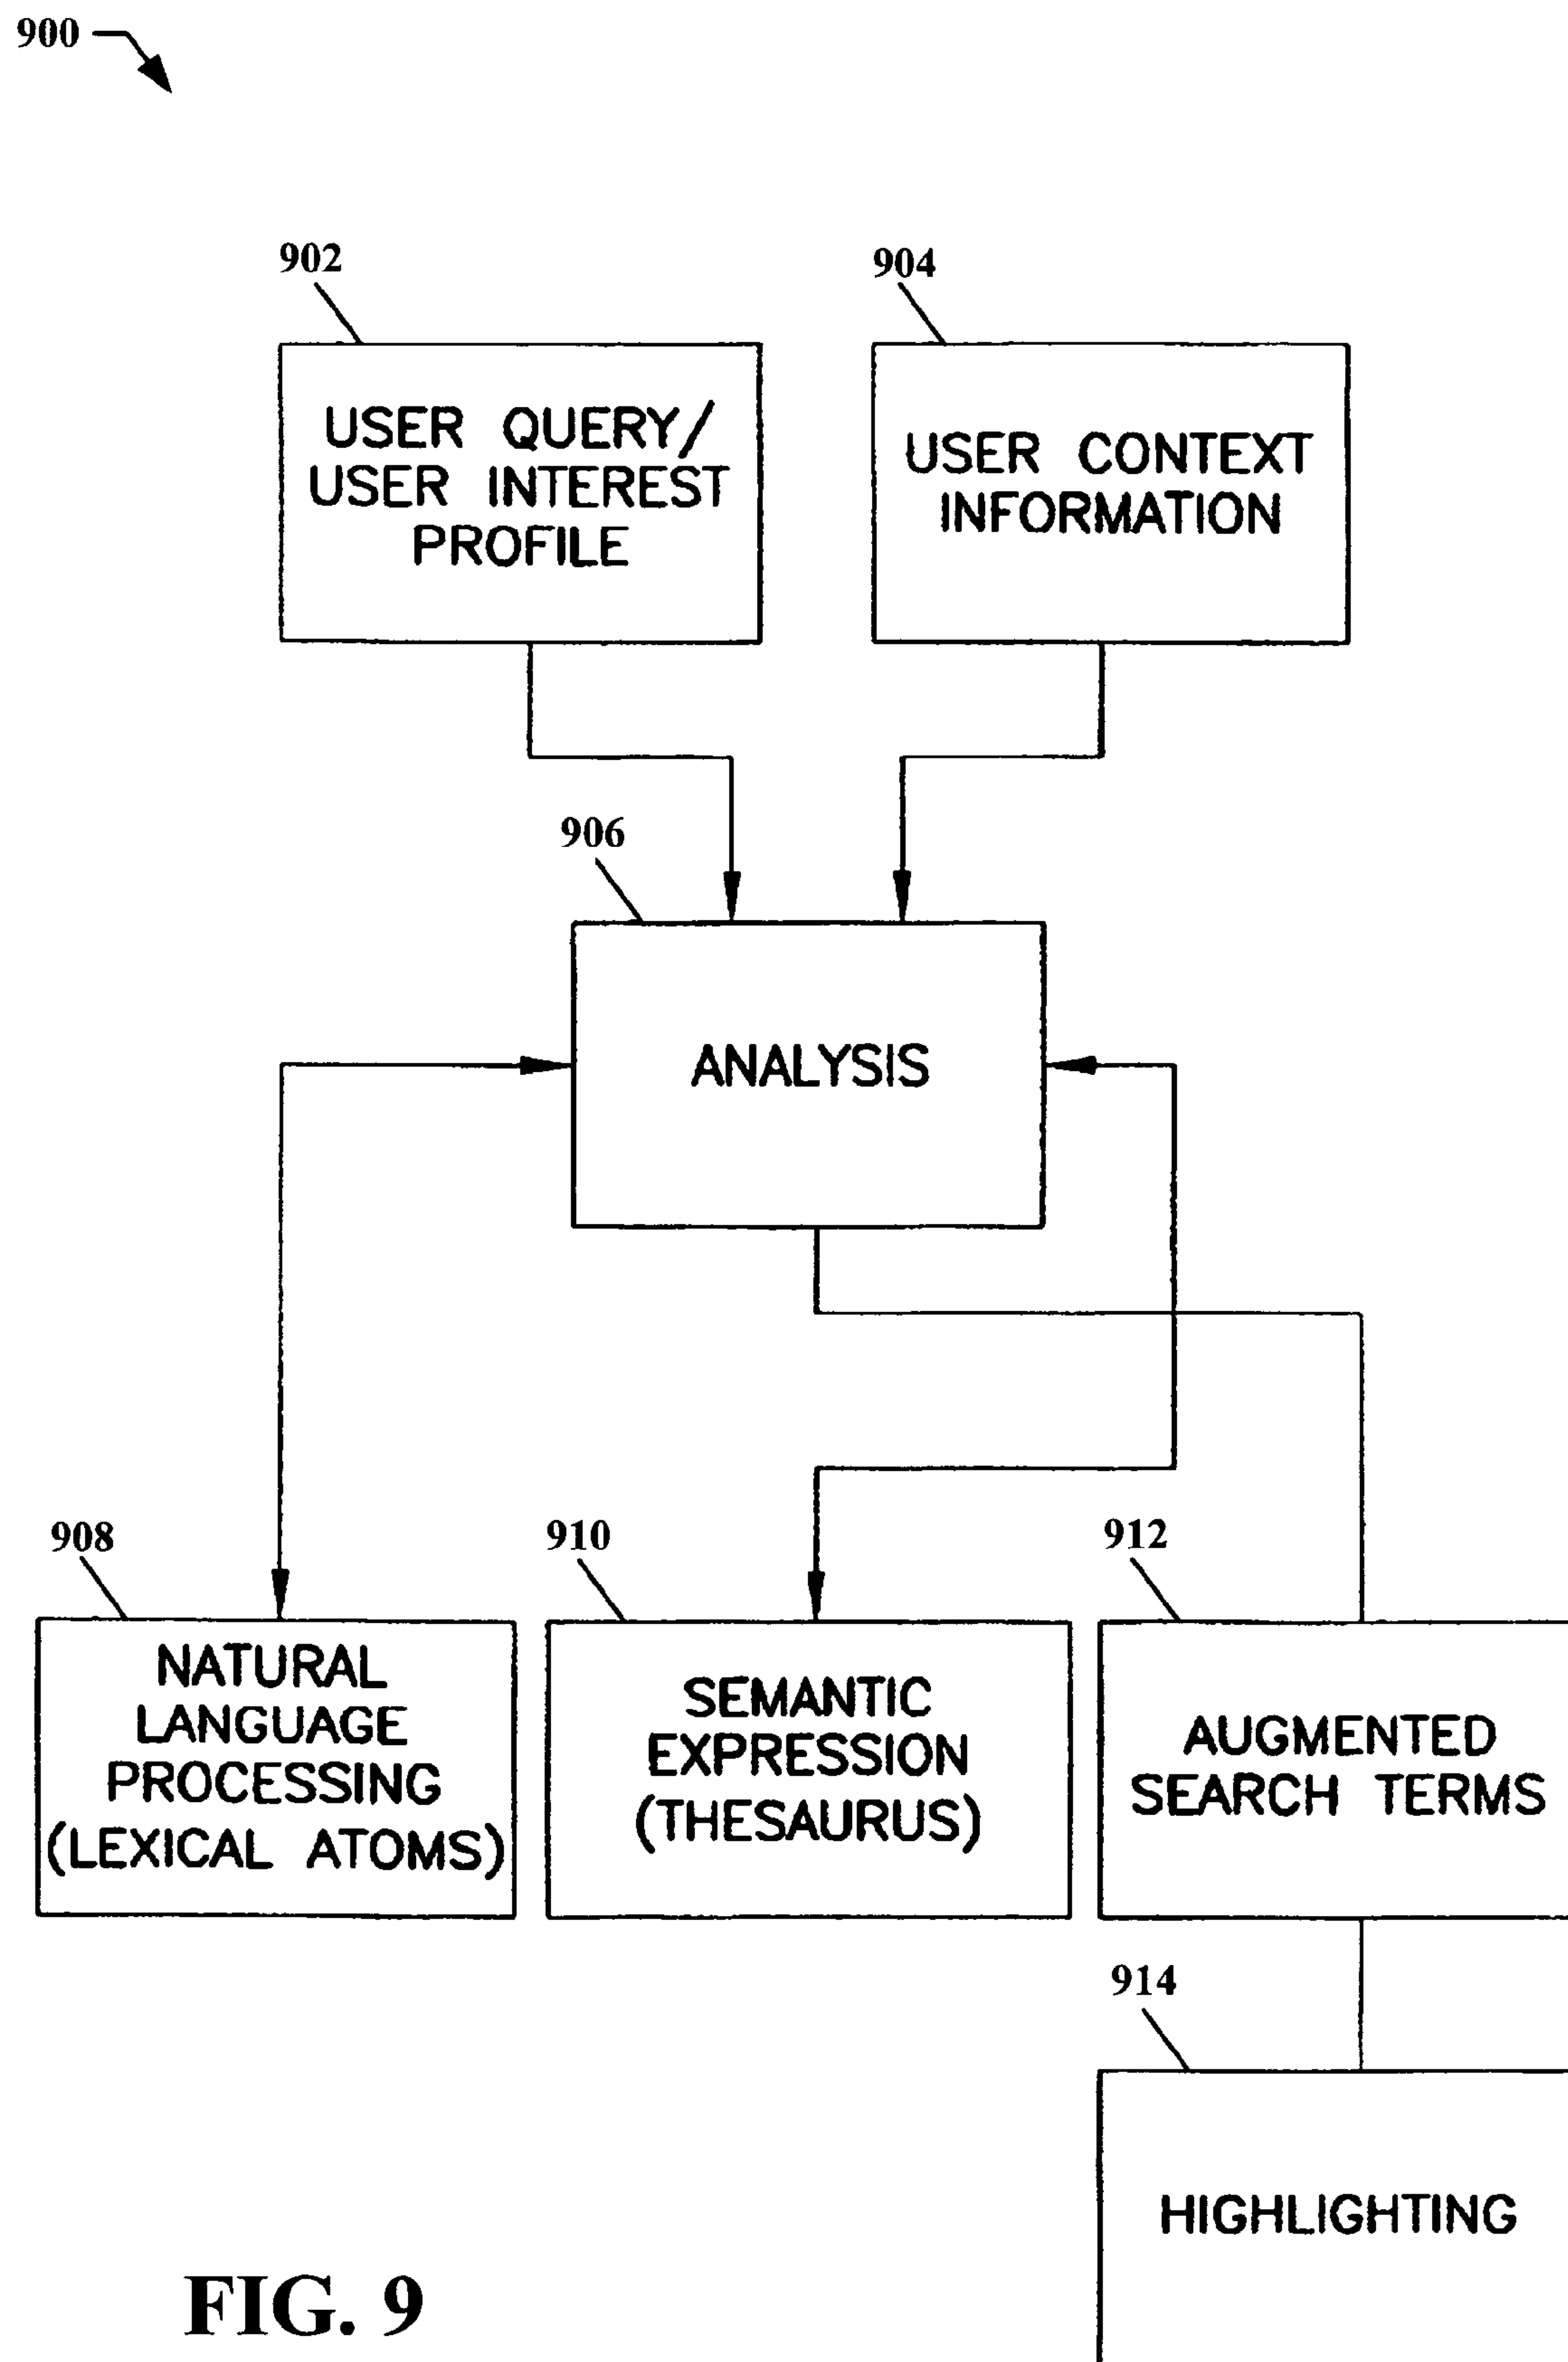 900
902
904
USER QUERY/
USER INTEREST
PROFILE
USER CONTEXT
INFORMATION
906
ANALYSIS
908
910
912
NATURAL
LANGUAGE
PROCESSING
(LEXICAL ATOMS)
SEMANTIC
EXPRESSION
(THESAURUS)
AUGMENTED
SEARCH TERMS
914
HIGHLIGHTING
FIG. 9